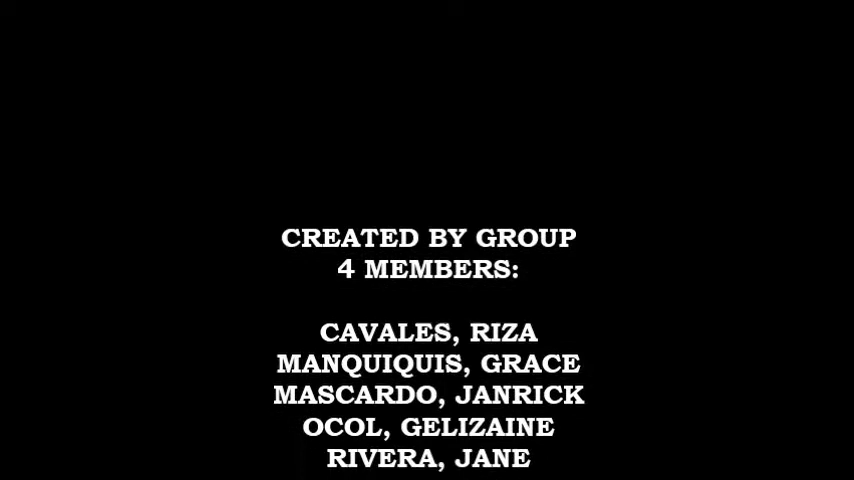 CREATED BY GROUP
4 MEMBERS:
CAVALES, RIZA
MANQUIQUIS, GRACE
MASCARDO, JANRICK
OCOL, GELIZAINE
RIVERA, JANE